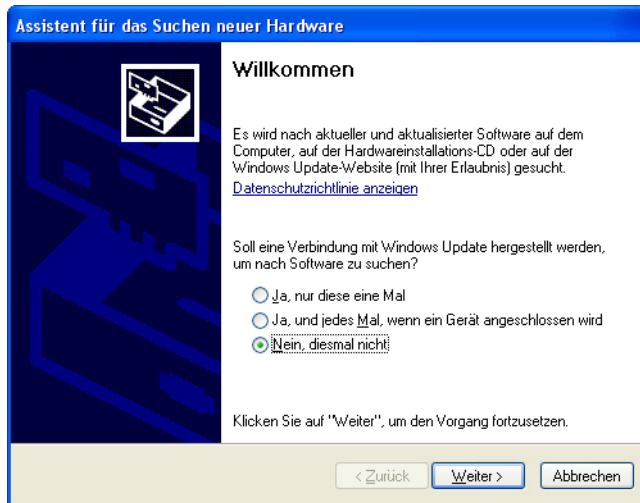 Assistent für das Suchen neuer Hardware
Willkommen
Es wird nach aktueller und aktualisierter Software auf dem
Computer, auf der Hardwareinstallations-CD oder auf der
Windows Update-Website (mit Ihrer Erlaubnis) gesucht.
Datenschutzrichtlinie anzeigen
Soll eine Verbindung mit Windows Update hergestellt werden,
um nach Software zu suchen?
Ja, nur diese eine Mal
Ja, und jedes Mal, wenn ein Gerät angeschlossen wird
Nein, diesmal nicht
Klicken Sie auf "Weiter", um den Vorgang fortzusetzen.
< Zurück Weiter > Abbrechen